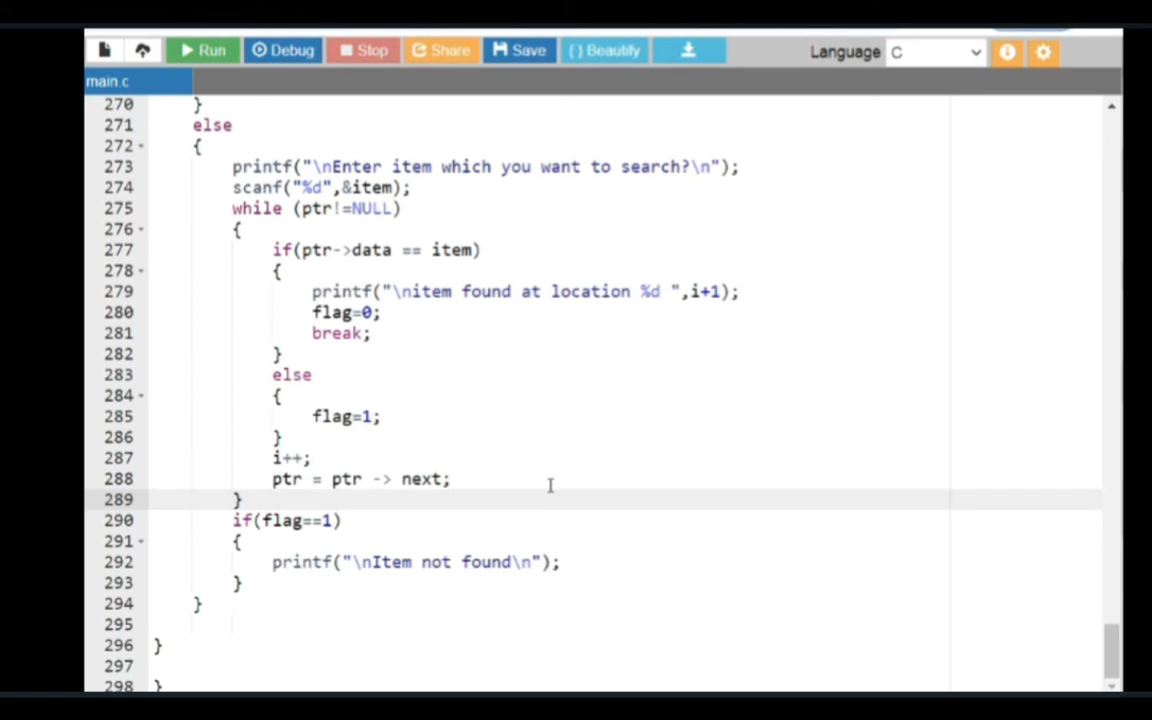 Run Debug Stop Share Save { } Beautify Language C
main.c
270 }
271 else
272 {
273 printf("\nEnter item which you want to search?\n");
274 scanf("%d",&item);
275 while (ptr!=NULL)
276 {
277 if(ptr->data == item)
278 {
279 printf("\nitem found at location %d ",i+1);
280 flag=0;
281 break;
282 }
283 else
284 {
285 flag=1;
286 }
287 i++;
288 ptr = ptr -> next;
289 }
290 if(flag==1)
291 {
292 printf("\nItem not found\n");
293 }
294 }
295
296 }
297
298 }